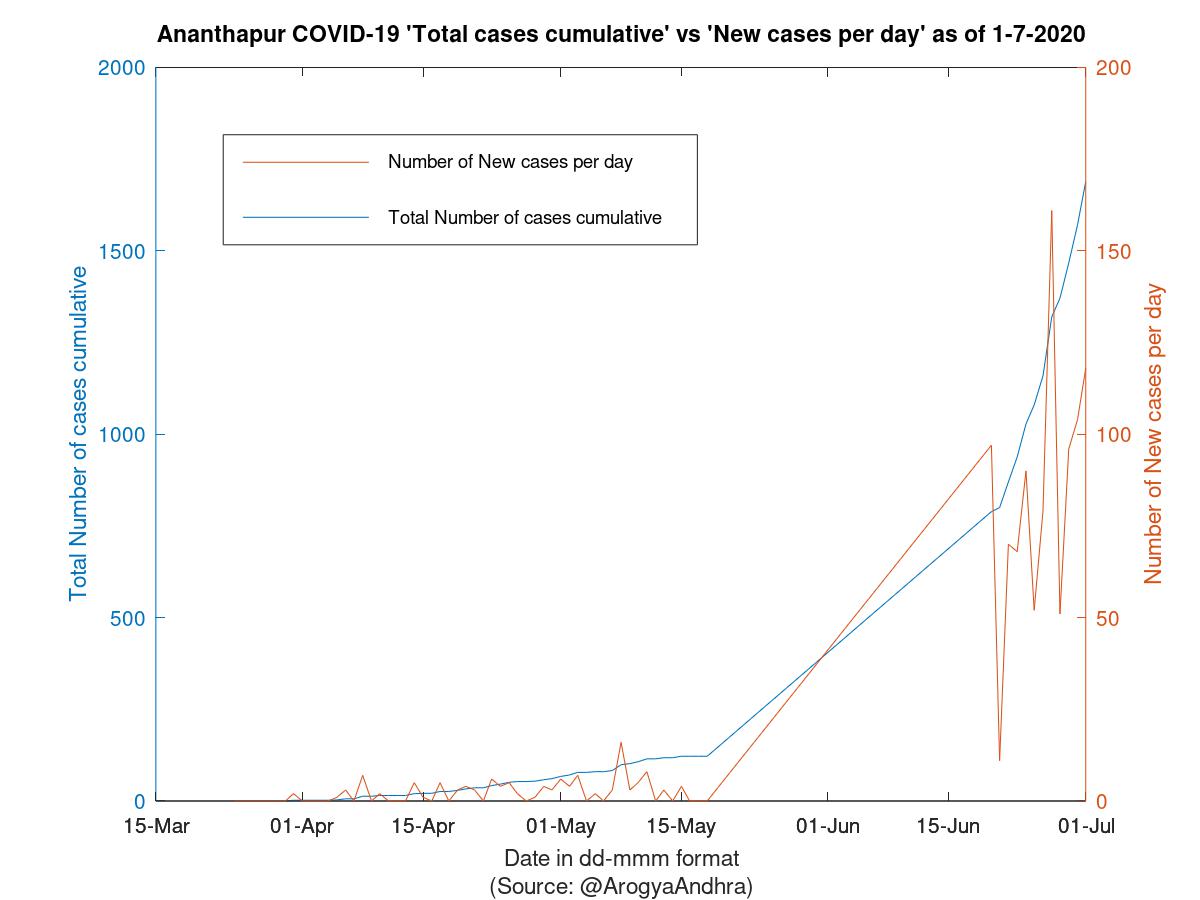 Ananthapur COVID-19 'Total cases cumulative' vs 'New cases per day' as of 1-7-2020
2000
1500
1000
500
0
200
150
100
50
0
Total Number of cases cumulative
Number of New cases per day
Number of New cases per day
Total Number of cases cumulative
15-Mar 01-Apr 15-Apr 01-May 15-May 01-Jun 15-Jun 01-Jul
Date in dd-mmm format
(Source: @ArogyaAndhra)